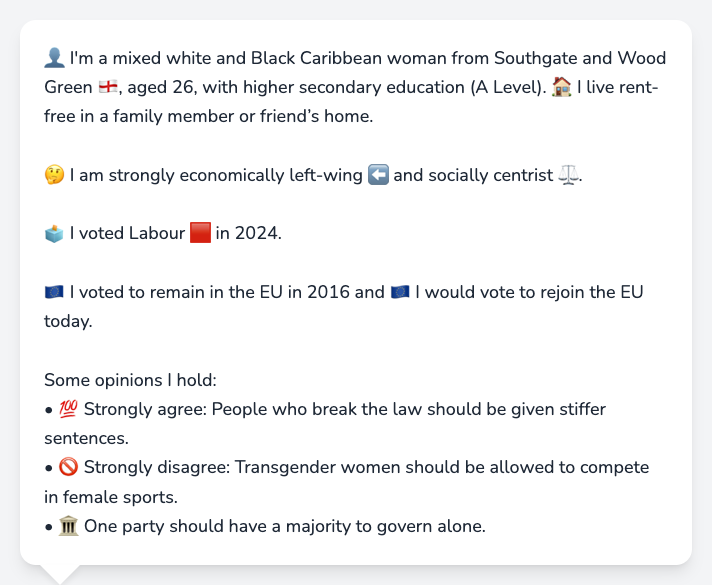 👤 I'm a mixed white and Black Caribbean woman from Southgate and Wood
Green 🏴󠁧󠁢󠁥󠁮󠁧󠁿, aged 26, with higher secondary education (A Level). 🏠 I live rent-
free in a family member or friend’s home.
🤔 I am strongly economically left-wing ⬅️ and socially centrist ⚖️.
🗳️ I voted Labour 🟥 in 2024.
🇪🇺 I voted to remain in the EU in 2016 and 🇪🇺 I would vote to rejoin the EU
today.
Some opinions I hold:
• 💯 Strongly agree: People who break the law should be given stiffer
sentences.
• 🚫 Strongly disagree: Transgender women should be allowed to compete
in female sports.
• 🏛️ One party should have a majority to govern alone.